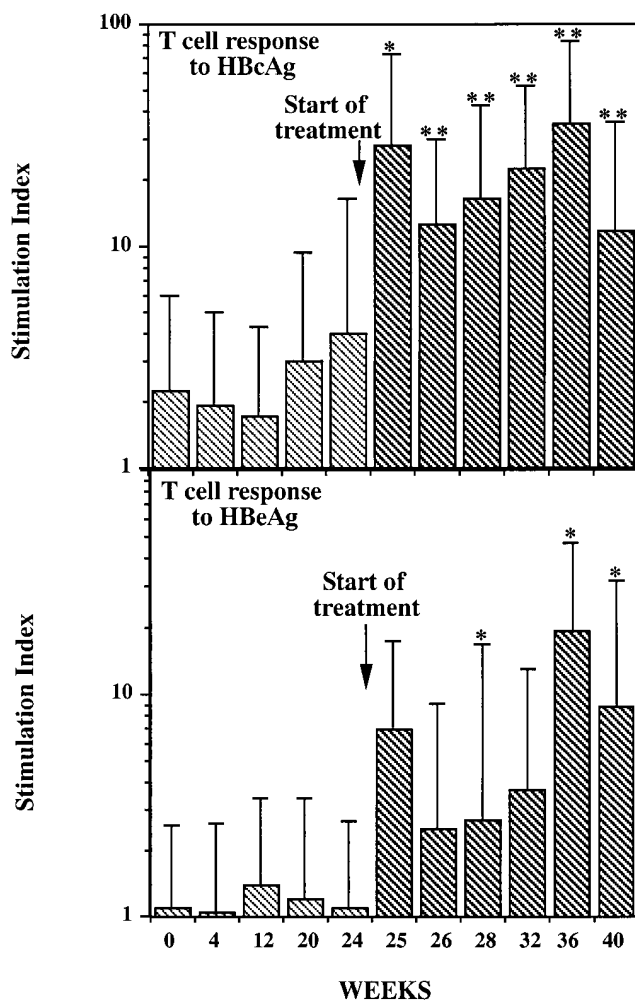 100
T cell response
to HBcAg
Start of
treatment
*
**
**
**
**
**
10
1
Stimulation Index
T cell response
to HBeAg
Start of
treatment
*
*
*
10
1
Stimulation Index
0 4 12 20 24 25 26 28 32 36 40
WEEKS